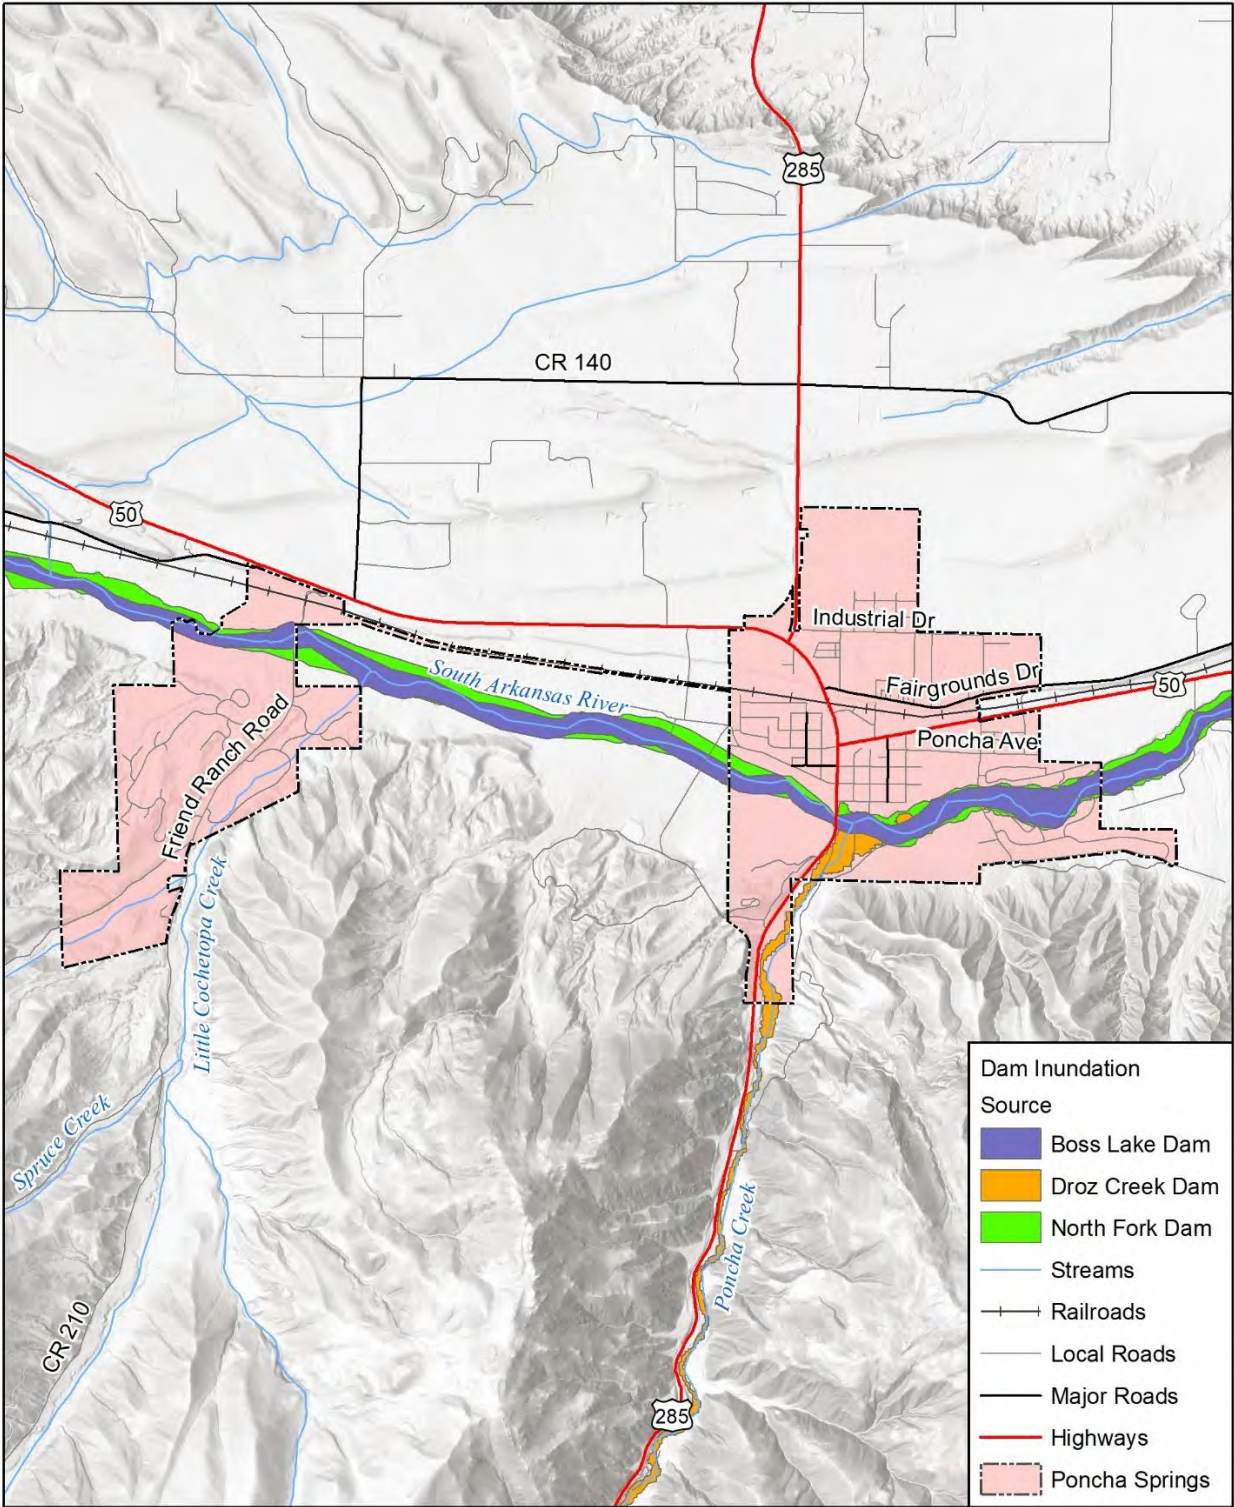 285
CR 140
50
Industrial Dr
Fairgrounds Dr
50
South Arkansas River
Poncha Ave
Friend Ranch Road
Little Cochetopa Creek
Spruce Creek
Poncha Creek
CR 210
285
Dam Inundation
Source
Boss Lake Dam
Droz Creek Dam
North Fork Dam
Streams
Railroads
Local Roads
Major Roads
Highways
Poncha Springs